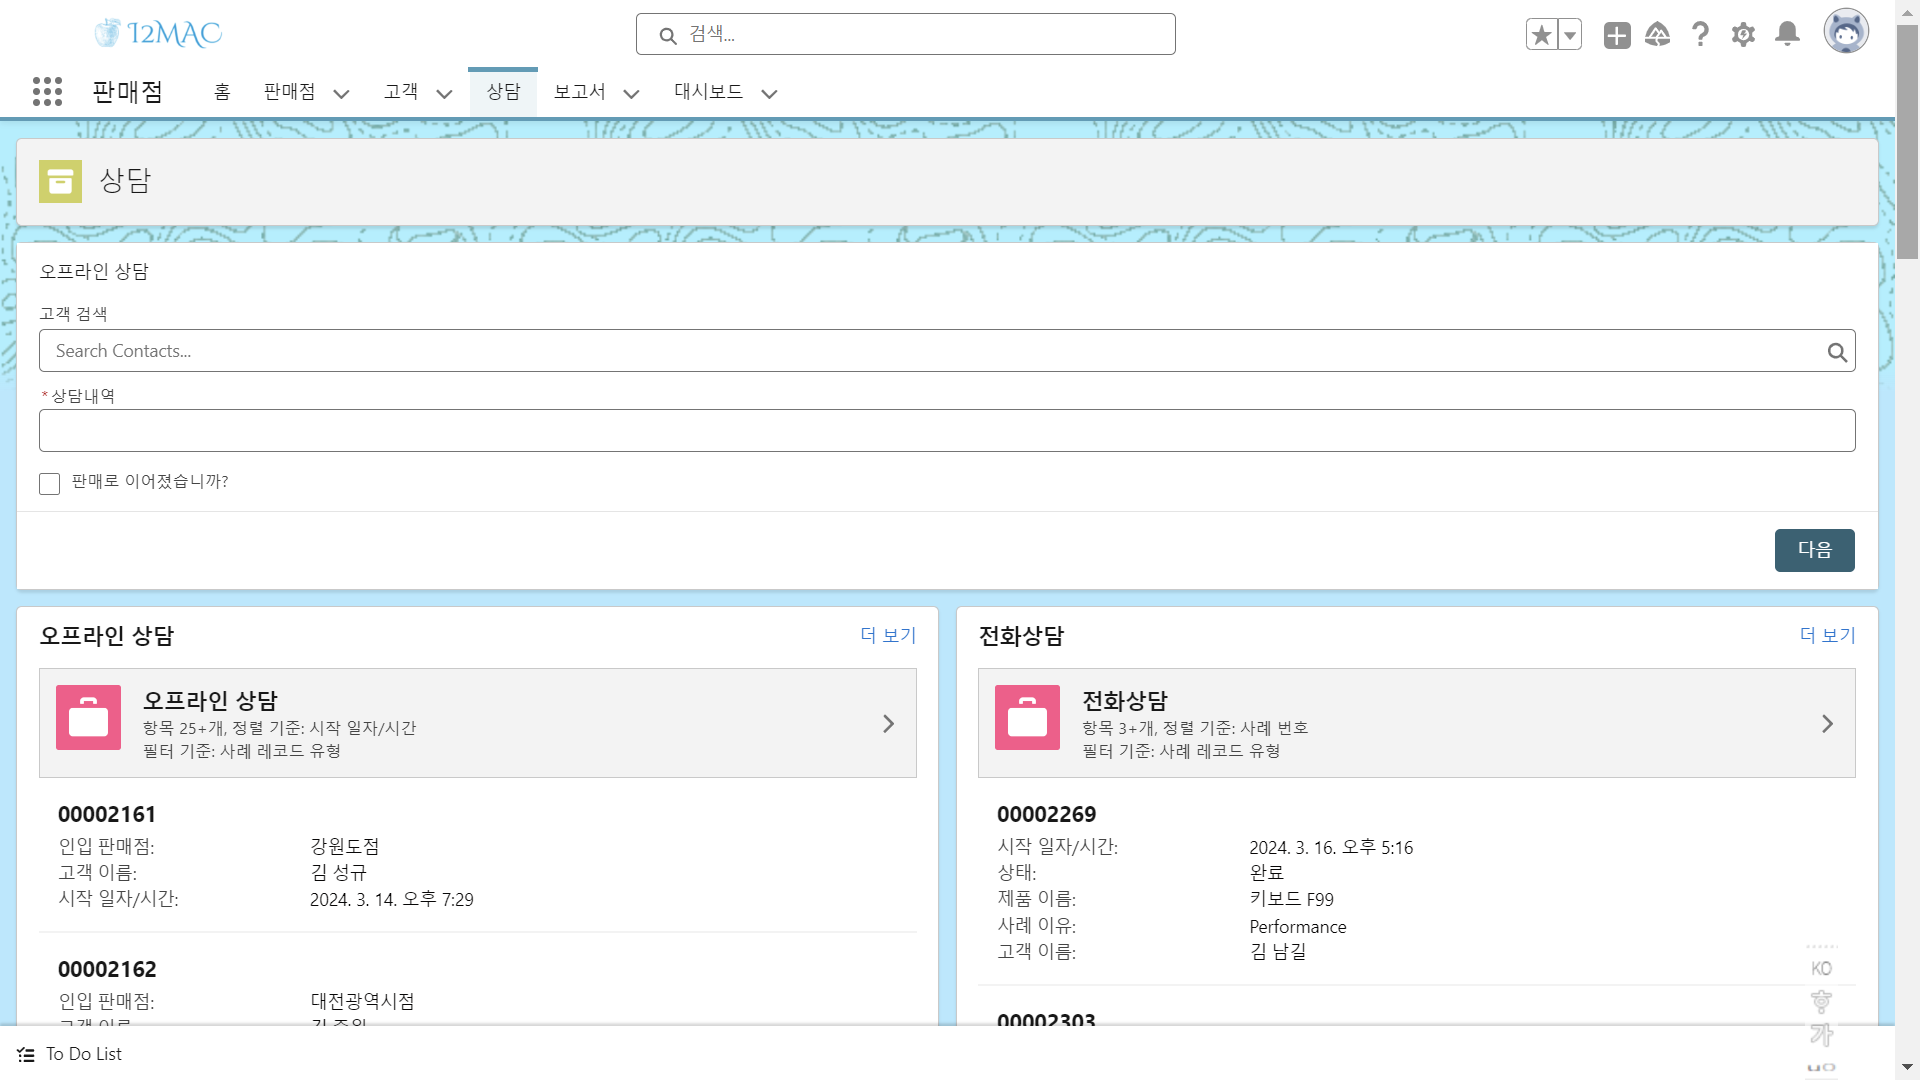 I2MAC
검색...
판매점
홈
판매점
고객
상담
보고서
대시보드
상담
오프라인 상담
고객 검색
Search Contacts...
*상담내역
판매로 이어졌습니까?
다음
오프라인 상담
더 보기
오프라인 상담
항목 25+개, 정렬 기준: 시작 일자/시간
필터 기준: 사례 레코드 유형
00002161
인입 판매점: 강원도점
고객 이름: 김 성규
시작 일자/시간: 2024. 3. 14. 오후 7:29
00002162
인입 판매점: 대전광역시점
고객 이름
전화상담
더 보기
전화상담
항목 3+개, 정렬 기준: 사례 번호
필터 기준: 사례 레코드 유형
00002269
시작 일자/시간: 2024. 3. 16. 오후 5:16
상태: 완료
제품 이름: 키보드 F99
사례 이유: Performance
고객 이름: 김 남길
00002303
KO
가
To Do List